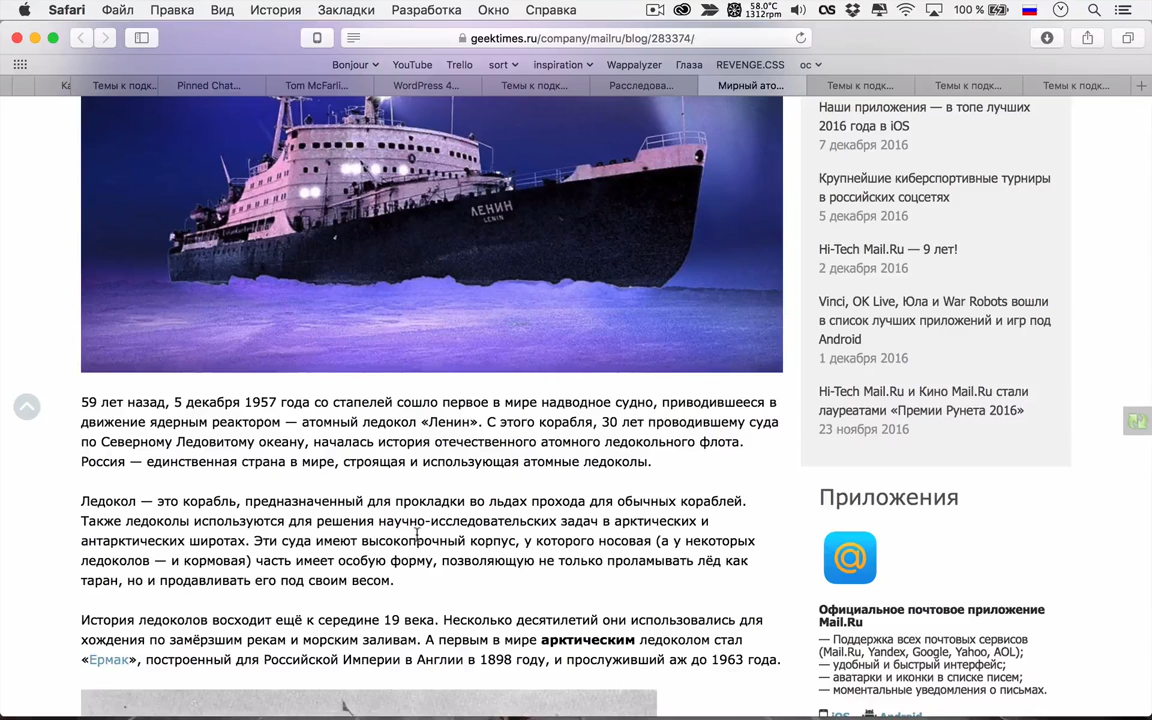 Safari Файл Правка Вид История Закладки Разработка Окно Справка 58.0°C 1312rpm 100 %
geektimes.ru/company/mailru/blog/283374/
Bonjour YouTube Trello sort inspiration Wappalyzer Глаза REVENGE.CSS ос
Ка Темы к подк... Pinned Chat... Tom McFarli... WordPress 4... Темы к подк... Расследова... Мирный ато... Темы к подк... Темы к подк... Темы к подк...
ЛЕНИН
LENIN
59 лет назад, 5 декабря 1957 года со стапелей сошло первое в мире надводное судно, приводившееся в
движение ядерным реактором — атомный ледокол «Ленин». С этого корабля, 30 лет проводившему суда
по Северному Ледовитому океану, началась история отечественного атомного ледокольного флота.
Россия — единственная страна в мире, строящая и использующая атомные ледоколы.
Ледокол — это корабль, предназначенный для прокладки во льдах прохода для обычных кораблей.
Также ледоколы используются для решения научно-исследовательских задач в арктических и
антарктических широтах. Эти суда имеют высокопрочный корпус, у которого носовая (а у некоторых
ледоколов — и кормовая) часть имеет особую форму, позволяющую не только проламывать лёд как
таран, но и продавливать его под своим весом.
История ледоколов восходит ещё к середине 19 века. Несколько десятилетий они использовались для
хождения по замёрзшим рекам и морским заливам. А первым в мире арктическим ледоколом стал
«Ермак», построенный для Российской Империи в Англии в 1898 году, и прослуживший аж до 1963 года.
Наши приложения — в топе лучших
2016 года в iOS
7 декабря 2016
Крупнейшие киберспортивные турниры
в российских соцсетях
5 декабря 2016
Hi-Tech Mail.Ru — 9 лет!
2 декабря 2016
Vinci, OK Live, Юла и War Robots вошли
в список лучших приложений и игр под
Android
1 декабря 2016
Hi-Tech Mail.Ru и Кино Mail.Ru стали
лауреатами «Премии Рунета 2016»
23 ноября 2016
Приложения
Официальное почтовое приложение
Mail.Ru
— Поддержка всех почтовых сервисов
(Mail.Ru, Yandex, Google, Yahoo, AOL);
— удобный и быстрый интерфейс;
— аватарки и иконки в списке писем;
— моментальные уведомления о письмах.
iOS Android